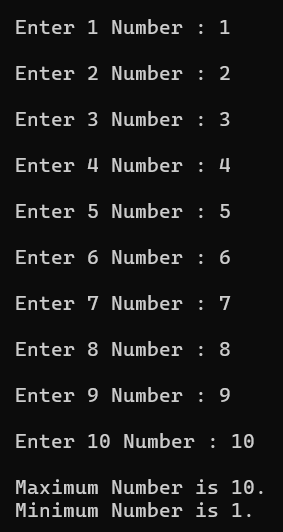 Enter 1 Number : 1
Enter 2 Number : 2
Enter 3 Number : 3
Enter 4 Number : 4
Enter 5 Number : 5
Enter 6 Number : 6
Enter 7 Number : 7
Enter 8 Number : 8
Enter 9 Number : 9
Enter 10 Number : 10
Maximum Number is 10.
Minimum Number is 1.